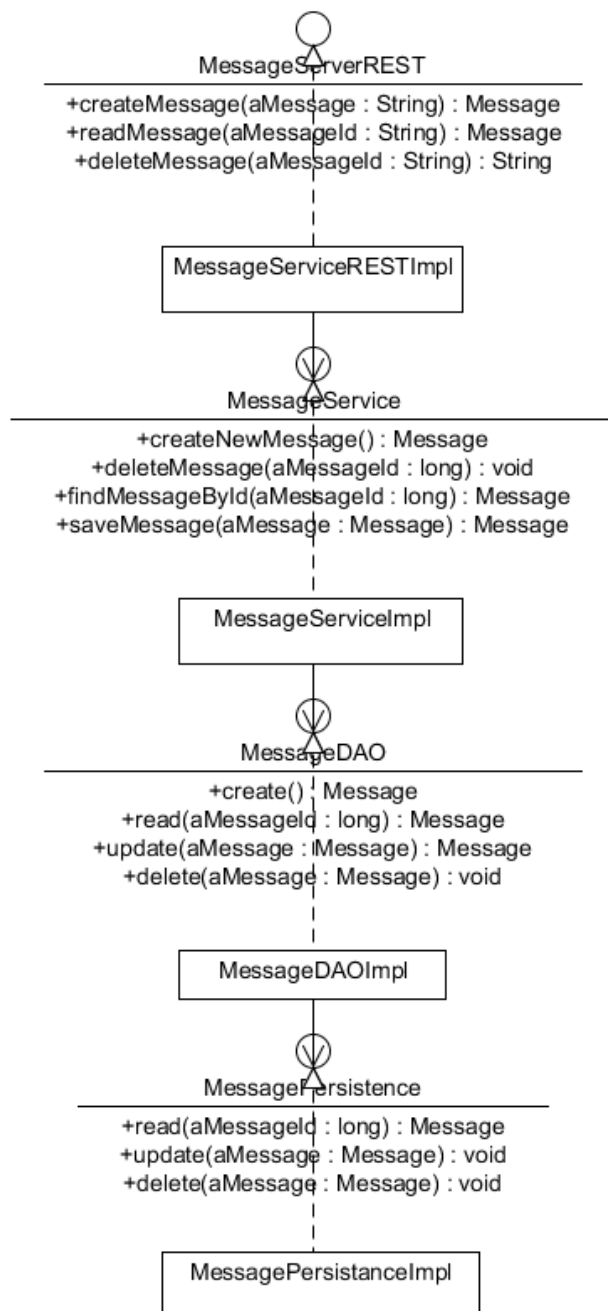 MessageServerREST
+createMessage(aMessage : String) : Message
+readMessage(aMessageId : String) : Message
+deleteMessage(aMessageId : String) : String
MessageServiceRESTImpl
MessageService
+createNewMessage() : Message
+deleteMessage(aMessageId : long) : void
+findMessageById(aMessageId : long) : Message
+saveMessage(aMessage : Message) : Message
MessageServiceImpl
MessageDAO
+create() : Message
+read(aMessageId : long) : Message
+update(aMessage : Message) : Message
+delete(aMessage : Message) : void
MessageDAOImpl
MessagePersistence
+read(aMessageId : long) : Message
+update(aMessage : Message) : void
+delete(aMessage : Message) : void
MessagePersistanceImpl